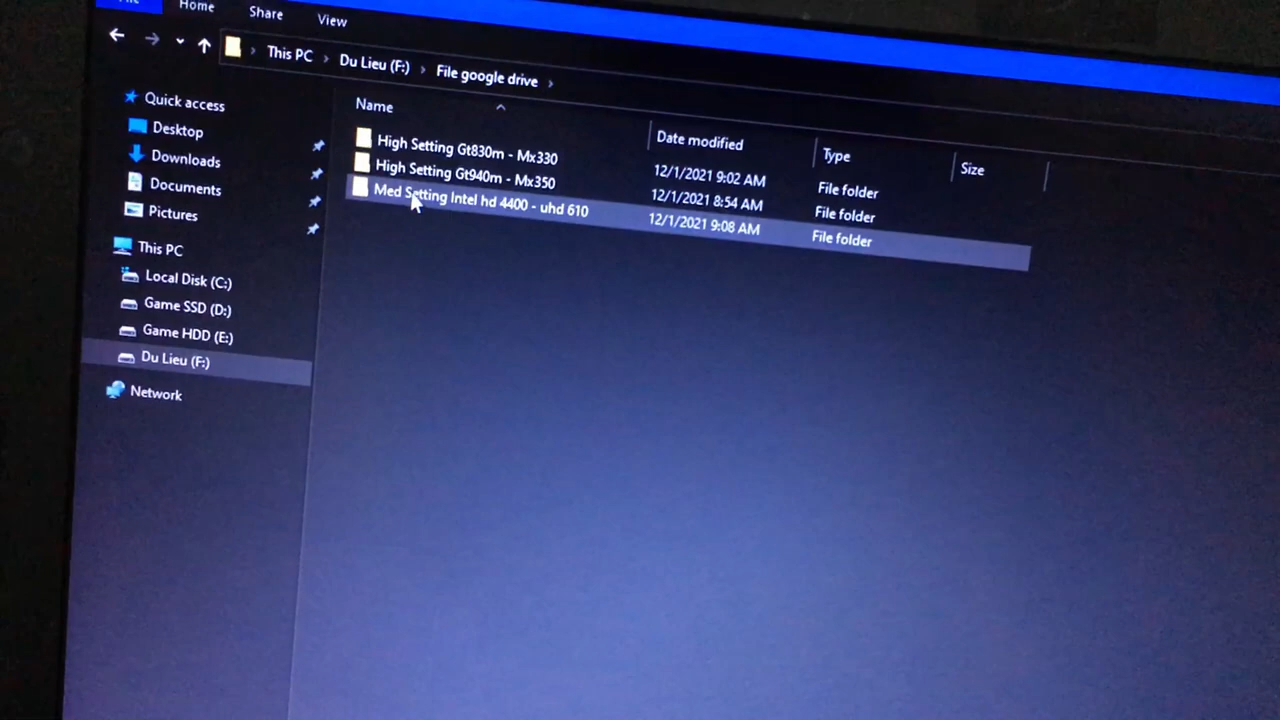 File Home Share View
This PC Du Lieu (F:) File google drive
Name Date modified Type Size
Quick access
Desktop
Downloads
Documents
Pictures
This PC
Local Disk (C:)
Game SSD (D:)
Game HDD (E:)
Du Lieu (F:)
Network
High Setting Gt830m - Mx330 12/1/2021 9:02 AM File folder
High Setting Gt940m - Mx350 12/1/2021 8:54 AM File folder
Med Setting Intel hd 4400 - uhd 610 12/1/2021 9:08 AM File folder